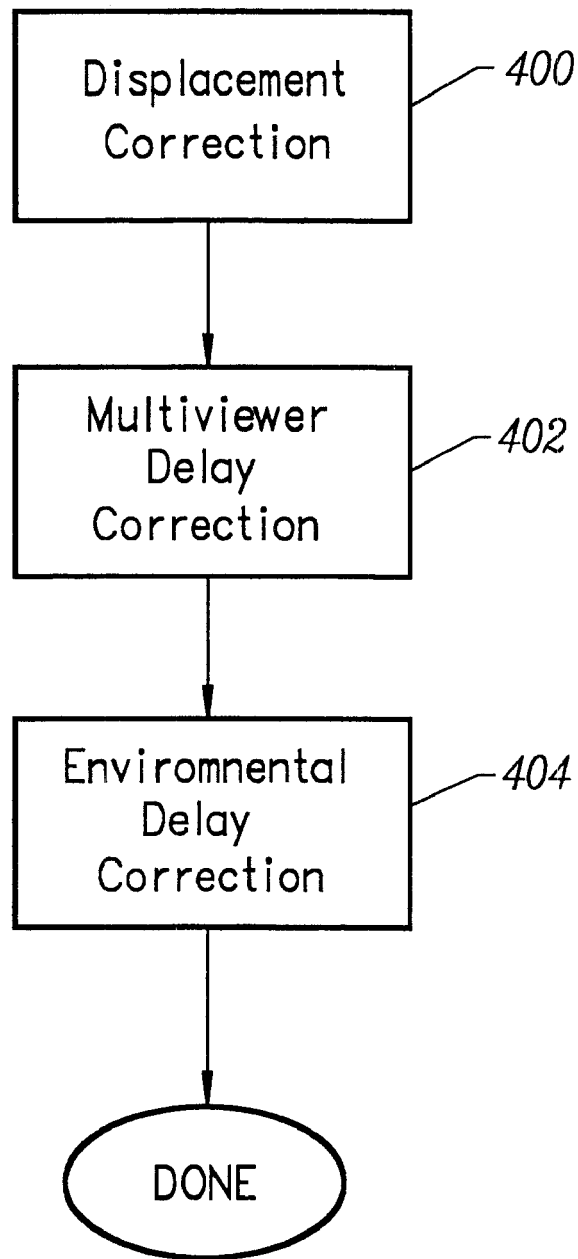 Displacement
Correction
400
Multiviewer
Delay
Correction
402
Enviromnental
Delay
Correction
404
DONE